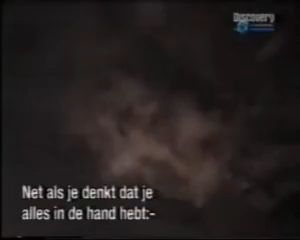 Discovery
Net als je denkt dat je
alles in de hand hebt:-